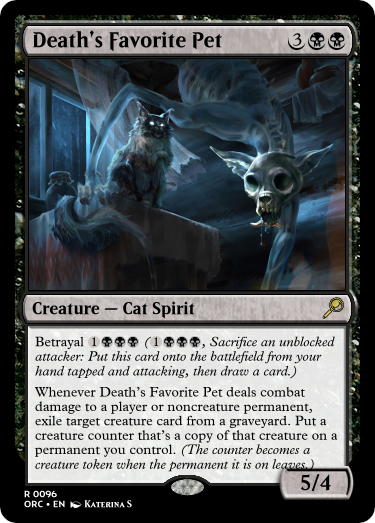 Death's Favorite Pet 3
Creature — Cat Spirit
Betrayal 1 ( 1 , Sacrifice an unblocked
attacker: Put this card onto the battlefield from your
hand tapped and attacking, then draw a card.)
Whenever Death's Favorite Pet deals combat
damage to a player or noncreature permanent,
exile target creature card from a graveyard. Put a
creature counter that's a copy of that creature on a
permanent you control. (The counter becomes a
creature token when the permanent it is on leaves.)
5/4
R 0096
ORC • EN Katerina S